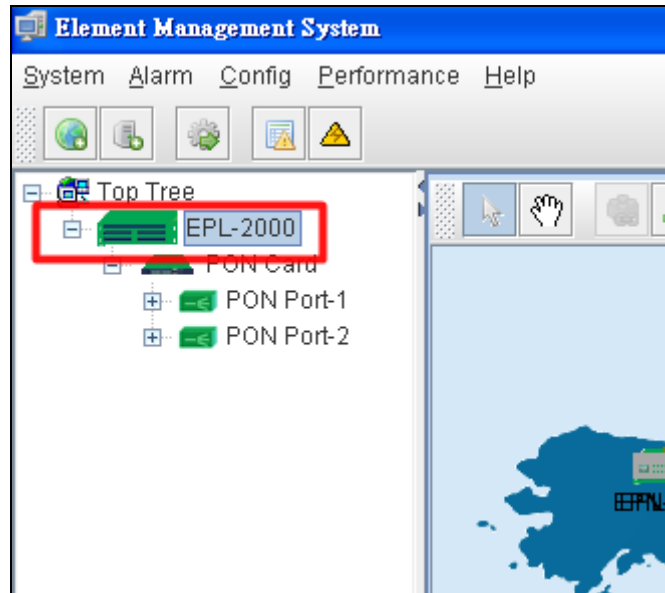 Element Management System
System Alarm Config Performance Help
Top Tree
EPL-2000
PON Card
PON Port-1
PON Port-2